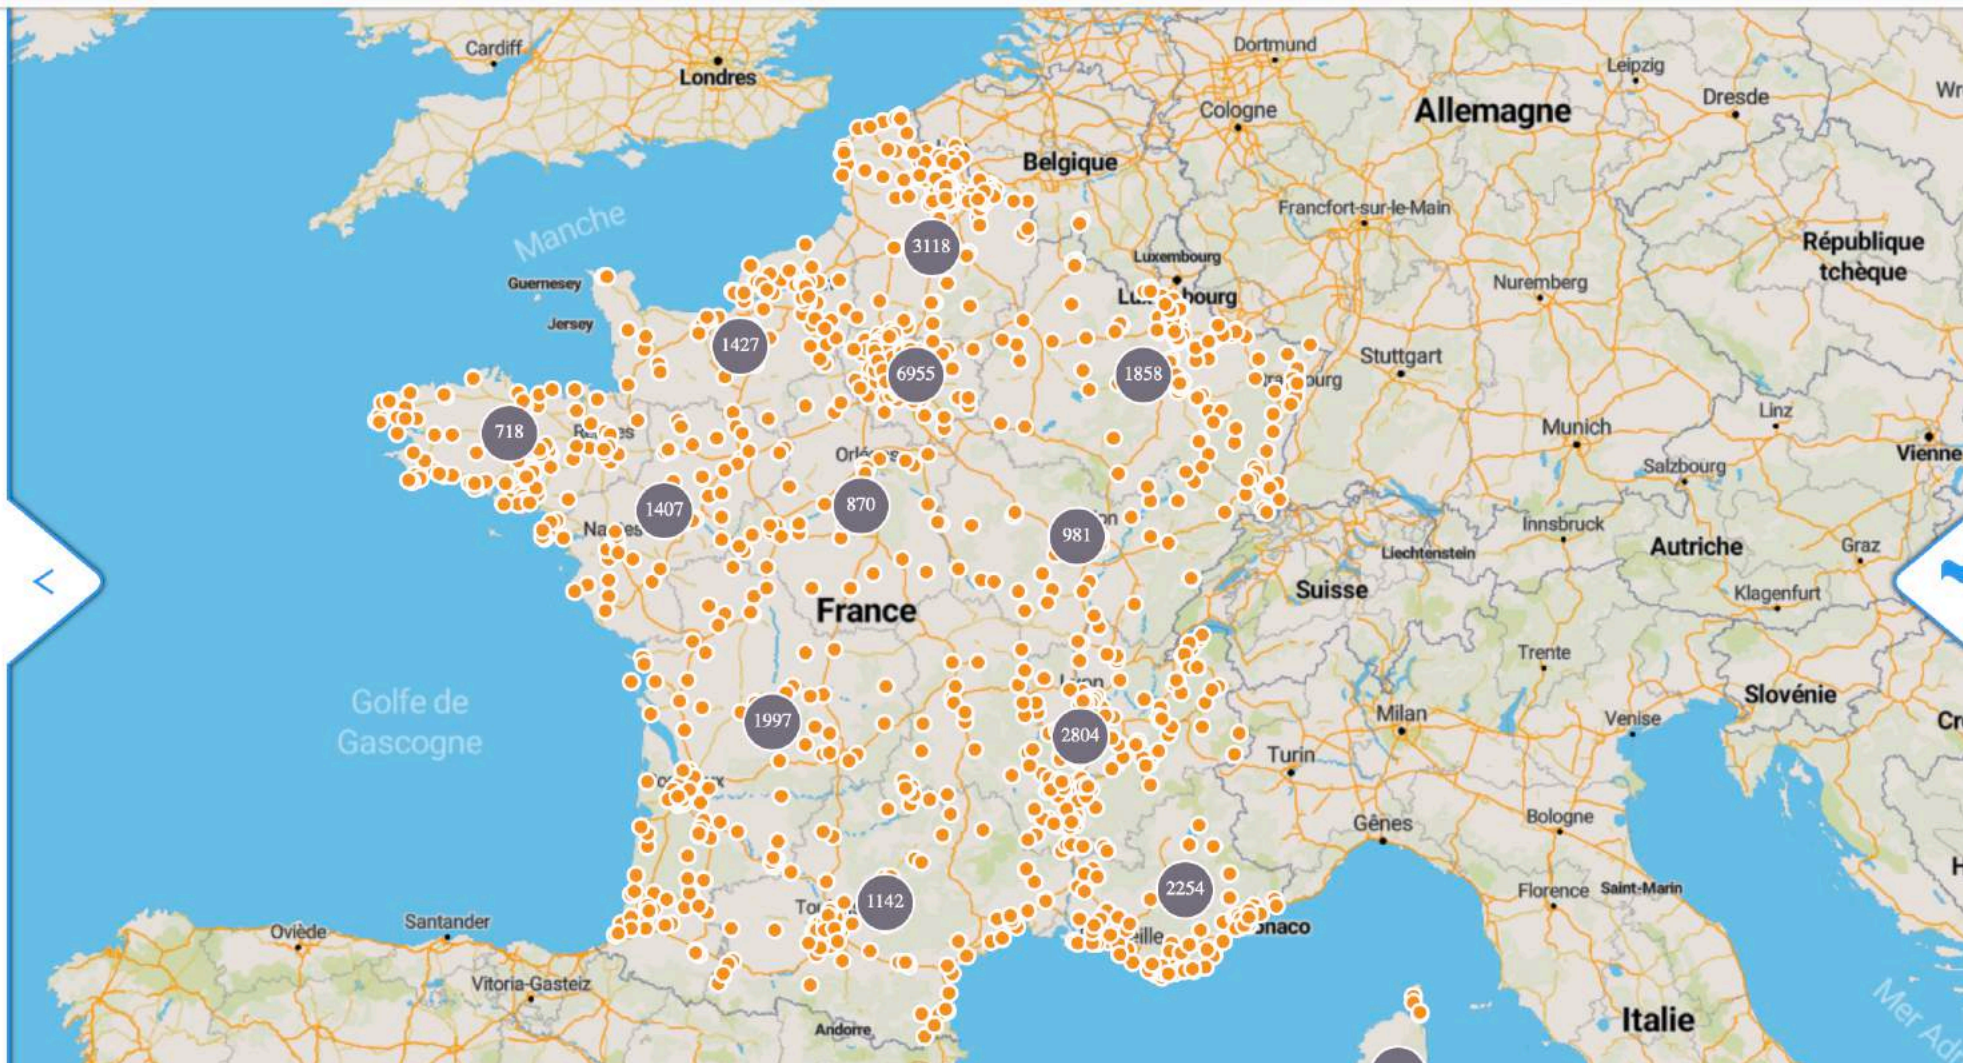 Cardiff
Londres
Dortmund
Leipzig
Dresde
Cologne
Allemagne
Belgique
Manche
Francfort-sur-le-Main
République
tchèque
3118
Luxembourg
Guernesey
Nuremberg
Jersey
1427
6955
1858
Stuttgart
718
Linz
Munich
Vienne
Salzbourg
1407
870
981
Innsbruck
Liechtenstein
Autriche
Graz
<
France
Suisse
Klagenfurt
Trente
Golfe de
Gascogne
1997
2804
Slovénie
Milan
Venise
Turin
Gênes
Bologne
1142
2254
Florence
Saint-Marin
Oviède
Santander
Vitoria-Gasteiz
Andorre
Italie